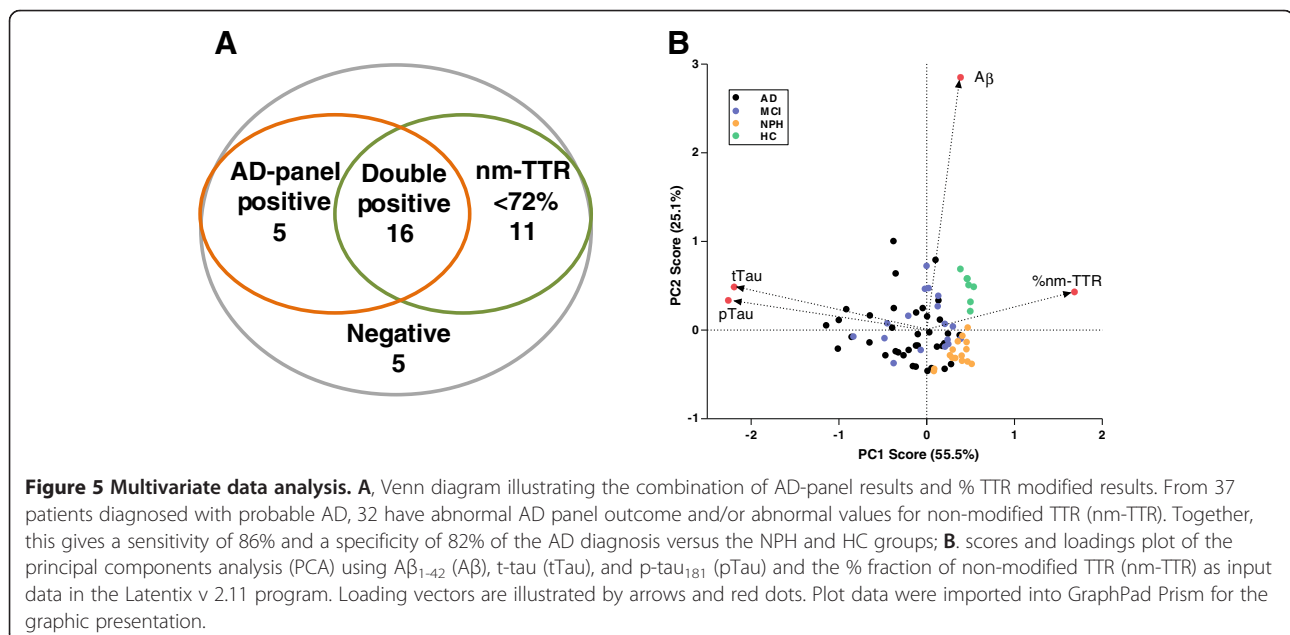 A
AD-panel
positive
5
Double
positive
16
nm-TTR
<72%
11
Negative
5
B
AD
MCI
NPH
HC
3
2
1
0
-1
PC2 Score (25.1%)
Aβ
tTau
pTau
%nm-TTR
-2 -1 0 1 2
PC1 Score (55.5%)
Figure 5 Multivariate data analysis. A, Venn diagram illustrating the combination of AD-panel results and % TTR modified results. From 37
patients diagnosed with probable AD, 32 have abnormal AD panel outcome and/or abnormal values for non-modified TTR (nm-TTR). Together,
this gives a sensitivity of 86% and a specificity of 82% of the AD diagnosis versus the NPH and HC groups; B. scores and loadings plot of the
principal components analysis (PCA) using Aβ1-42 (Aβ), t-tau (tTau), and p-tau181 (pTau) and the % fraction of non-modified TTR (nm-TTR) as input
data in the Latentix v 2.11 program. Loading vectors are illustrated by arrows and red dots. Plot data were imported into GraphPad Prism for the
graphic presentation.